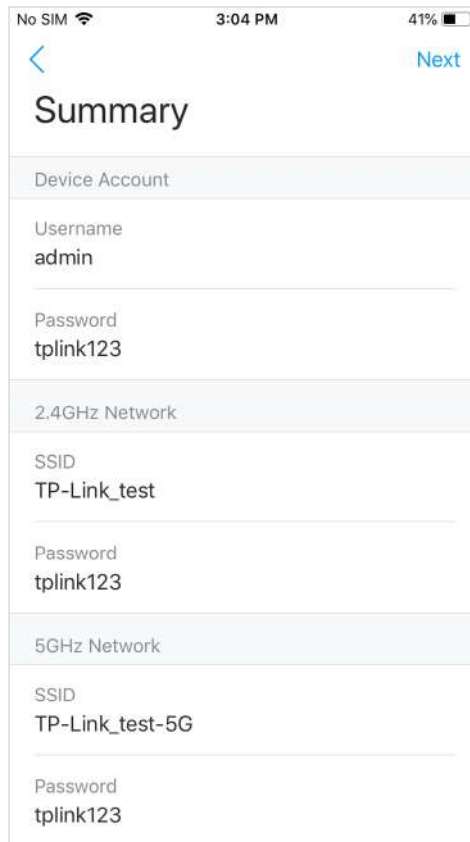 No SIM 3:04 PM 41%
Next
Summary
Device Account
Username
admin
Password
tplink123
2.4GHz Network
SSID
TP-Link_test
Password
tplink123
5GHz Network
SSID
TP-Link_test-5G
Password
tplink123